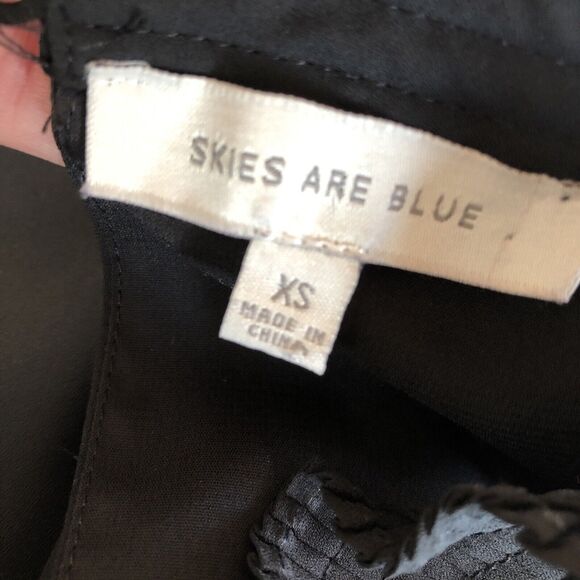 SKIES ARE BLUE
XS
MADE IN
CHINA